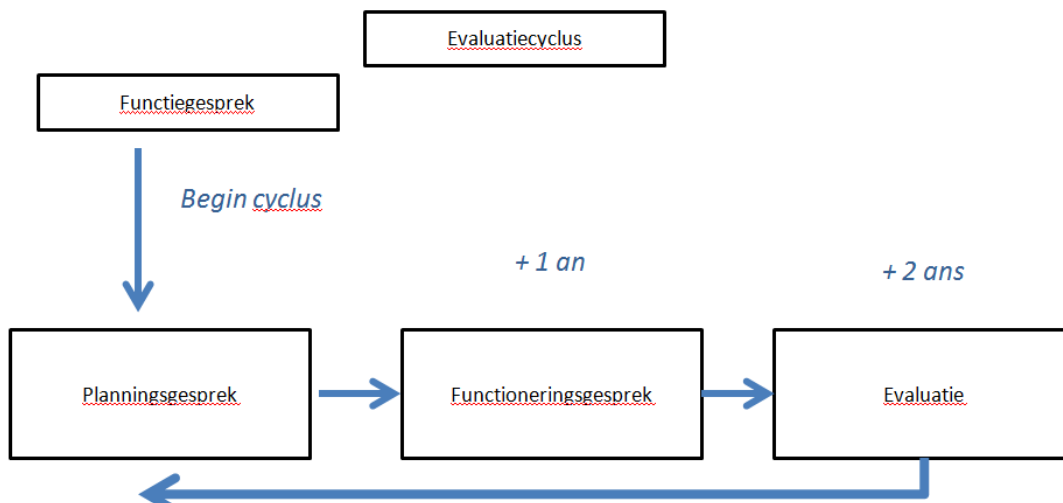 Evaluatiecyclus
Functiegesprek
Begin cyclus
+ 1 an
+ 2 ans
Planningsgesprek
Functioneringsgesprek
Evaluatie